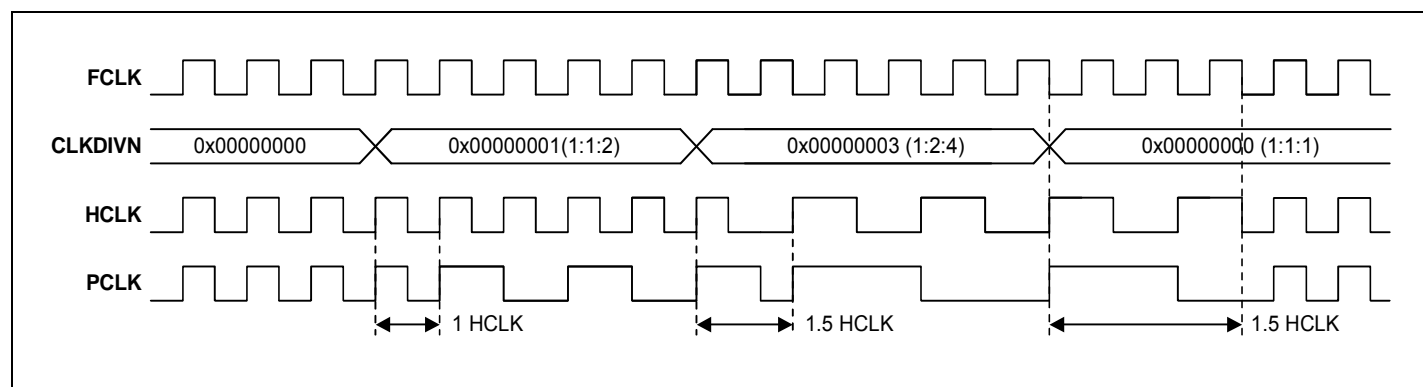 FCLK
CLKDIVN 0x00000000 0x00000001(1:1:2) 0x00000003 (1:2:4) 0x00000000 (1:1:1)
HCLK
PCLK
1 HCLK 1.5 HCLK 1.5 HCLK